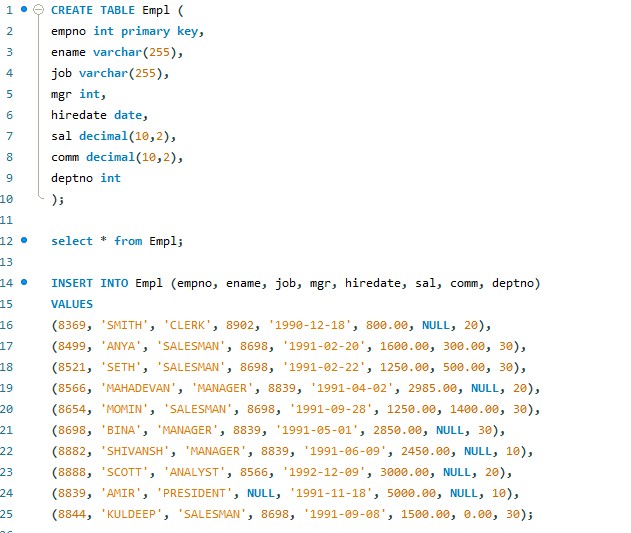 1 CREATE TABLE Empl (
2 empno int primary key,
3 ename varchar(255),
4 job varchar(255),
5 mgr int,
6 hiredate date,
7 sal decimal(10,2),
8 comm decimal(10,2),
9 deptno int
10 );
11
12 select * from Empl;
13
14 INSERT INTO Empl (empno, ename, job, mgr, hiredate, sal, comm, deptno)
15 VALUES
16 (8369, 'SMITH', 'CLERK', 8902, '1990-12-18', 800.00, NULL, 20),
17 (8499, 'ANYA', 'SALESMAN', 8698, '1991-02-20', 1600.00, 300.00, 30),
18 (8521, 'SETH', 'SALESMAN', 8698, '1991-02-22', 1250.00, 500.00, 30),
19 (8566, 'MAHADEVAN', 'MANAGER', 8839, '1991-04-02', 2985.00, NULL, 20),
20 (8654, 'MOMIN', 'SALESMAN', 8698, '1991-09-28', 1250.00, 1400.00, 30),
21 (8698, 'BINA', 'MANAGER', 8839, '1991-05-01', 2850.00, NULL, 30),
22 (8882, 'SHIVANSH', 'MANAGER', 8839, '1991-06-09', 2450.00, NULL, 10),
23 (8888, 'SCOTT', 'ANALYST', 8566, '1992-12-09', 3000.00, NULL, 20),
24 (8839, 'AMIR', 'PRESIDENT', NULL, '1991-11-18', 5000.00, NULL, 10),
25 (8844, 'KULDEEP', 'SALESMAN', 8698, '1991-09-08', 1500.00, 0.00, 30);